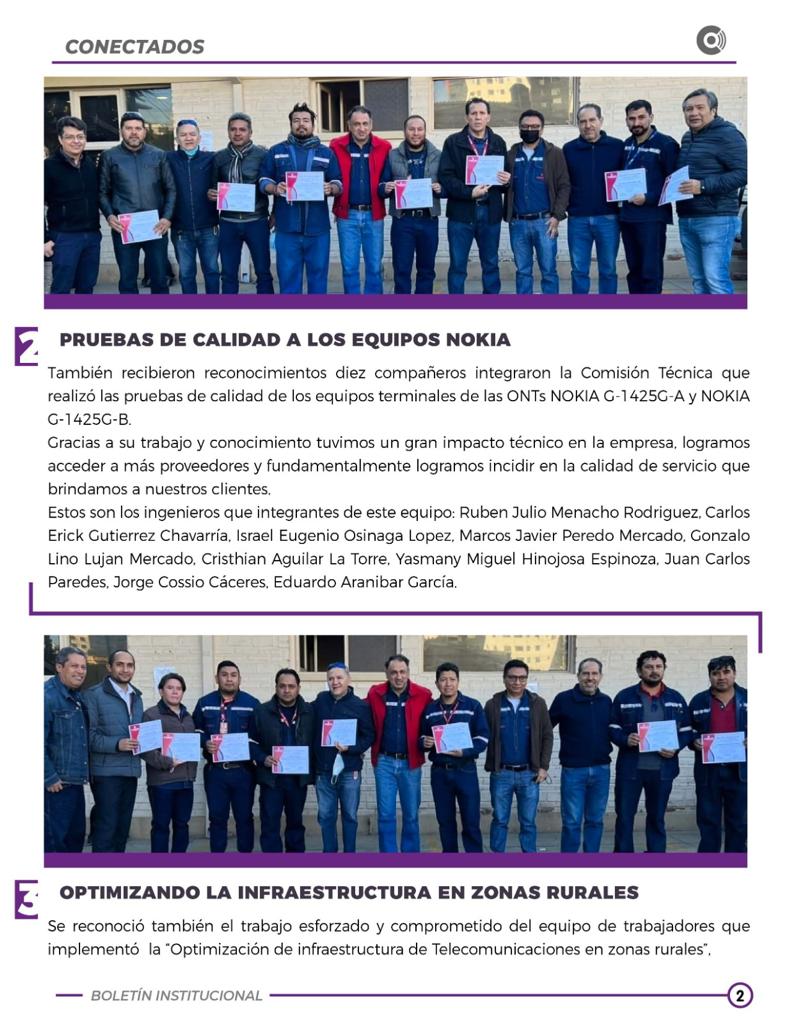 CONECTADOS
2 PRUEBAS DE CALIDAD A LOS EQUIPOS NOKIA
También recibieron reconocimientos diez compañeros integraron la Comisión Técnica que
realizó las pruebas de calidad de los equipos terminales de las ONTs NOKIA G-1425G-A y NOKIA
G-1425G-B.
Gracias a su trabajo y conocimiento tuvimos un gran impacto técnico en la empresa, logramos
acceder a más proveedores y fundamentalmente logramos incidir en la calidad de servicio que
brindamos a nuestros clientes.
Estos son los ingenieros que integrantes de este equipo: Ruben Julio Menacho Rodriguez, Carlos
Erick Gutierrez Chavarría, Israel Eugenio Osinaga Lopez, Marcos Javier Peredo Mercado, Gonzalo
Lino Lujan Mercado, Cristhian Aguilar La Torre, Yasmany Miguel Hinojosa Espinoza, Juan Carlos
Paredes, Jorge Cossio Cáceres, Eduardo Aranibar García.
3 OPTIMIZANDO LA INFRAESTRUCTURA EN ZONAS RURALES
Se reconoció también el trabajo esforzado y comprometido del equipo de trabajadores que
implementó la "Optimización de infraestructura de Telecomunicaciones en zonas rurales",
BOLETÍN INSTITUCIONAL 2